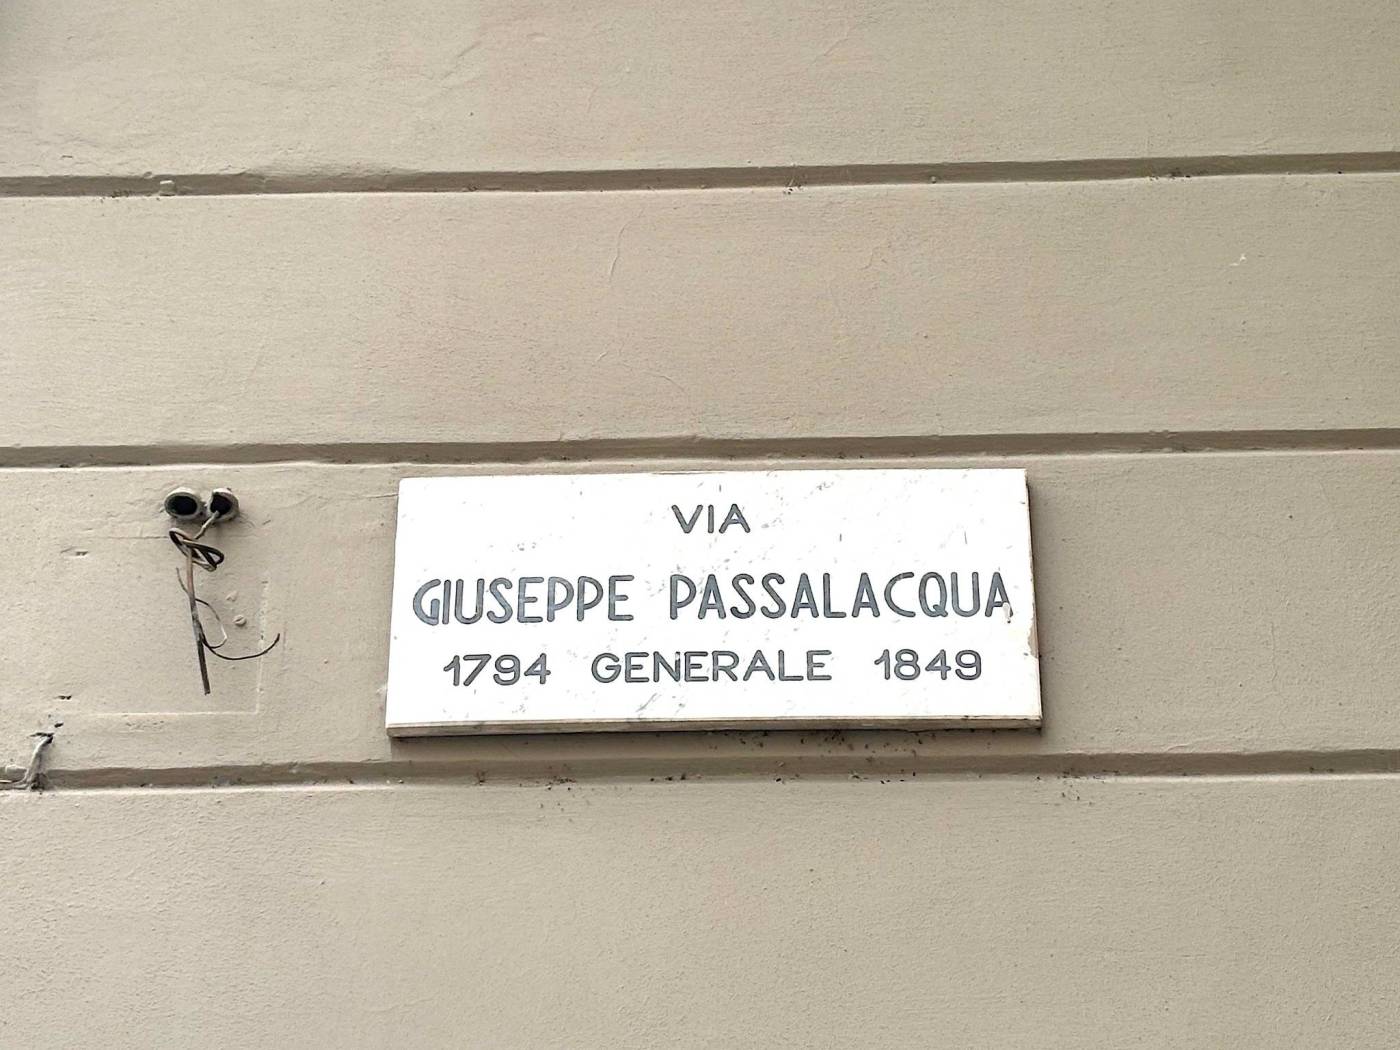 VIA
GIUSEPPE PASSALACQUA
1794 GENERALE 1849